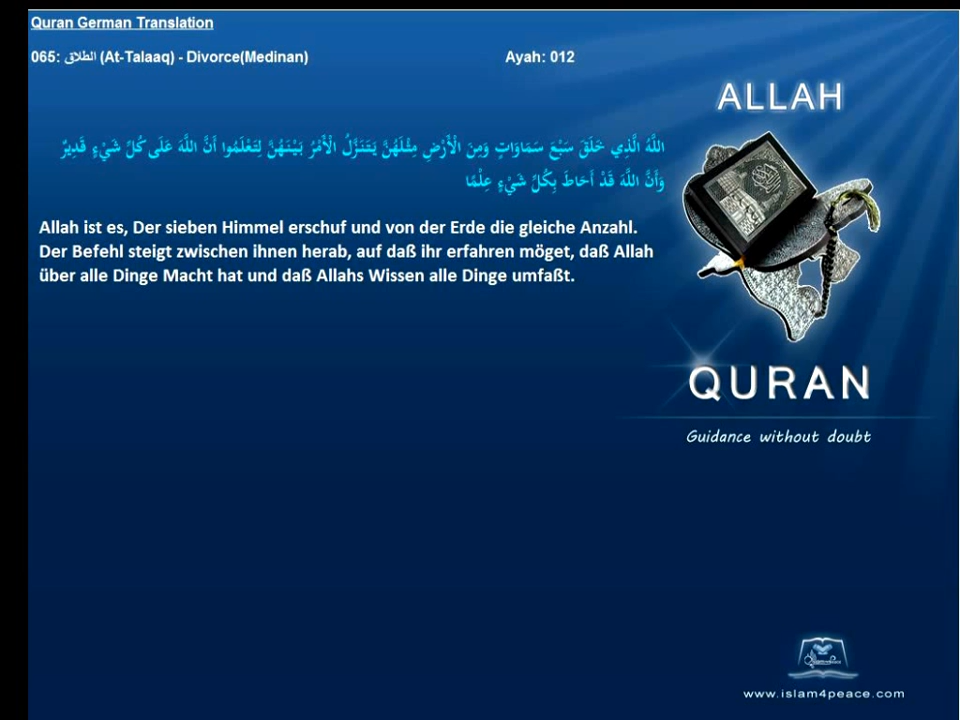 Quran German Translation
065: الطلاق (At-Talaaq) - Divorce(Medinan)
Ayah: 012
ALLAH
اللَّهُ الَّذِي خَلَقَ سَبْعَ سَمَاوَاتٍ وَمِنَ الْأَرْضِ مِثْلَهُنَّ يَتَنَزَّلُ الْأَمْرُ بَيْنَهُنَّ لِتَعْلَمُوا أَنَّ اللَّهَ عَلَى كُلِّ شَيْءٍ قَدِيرٌ
وَأَنَّ اللَّهَ قَدْ أَحَاطَ بِكُلِّ شَيْءٍ عِلْمًا
Allah ist es, Der sieben Himmel erschuf und von der Erde die gleiche Anzahl.
Der Befehl steigt zwischen ihnen herab, auf daß ihr erfahren möget, daß Allah
über alle Dinge Macht hat und daß Allahs Wissen alle Dinge umfaßt.
QURAN
Guidance without doubt
www.islam4peace.com